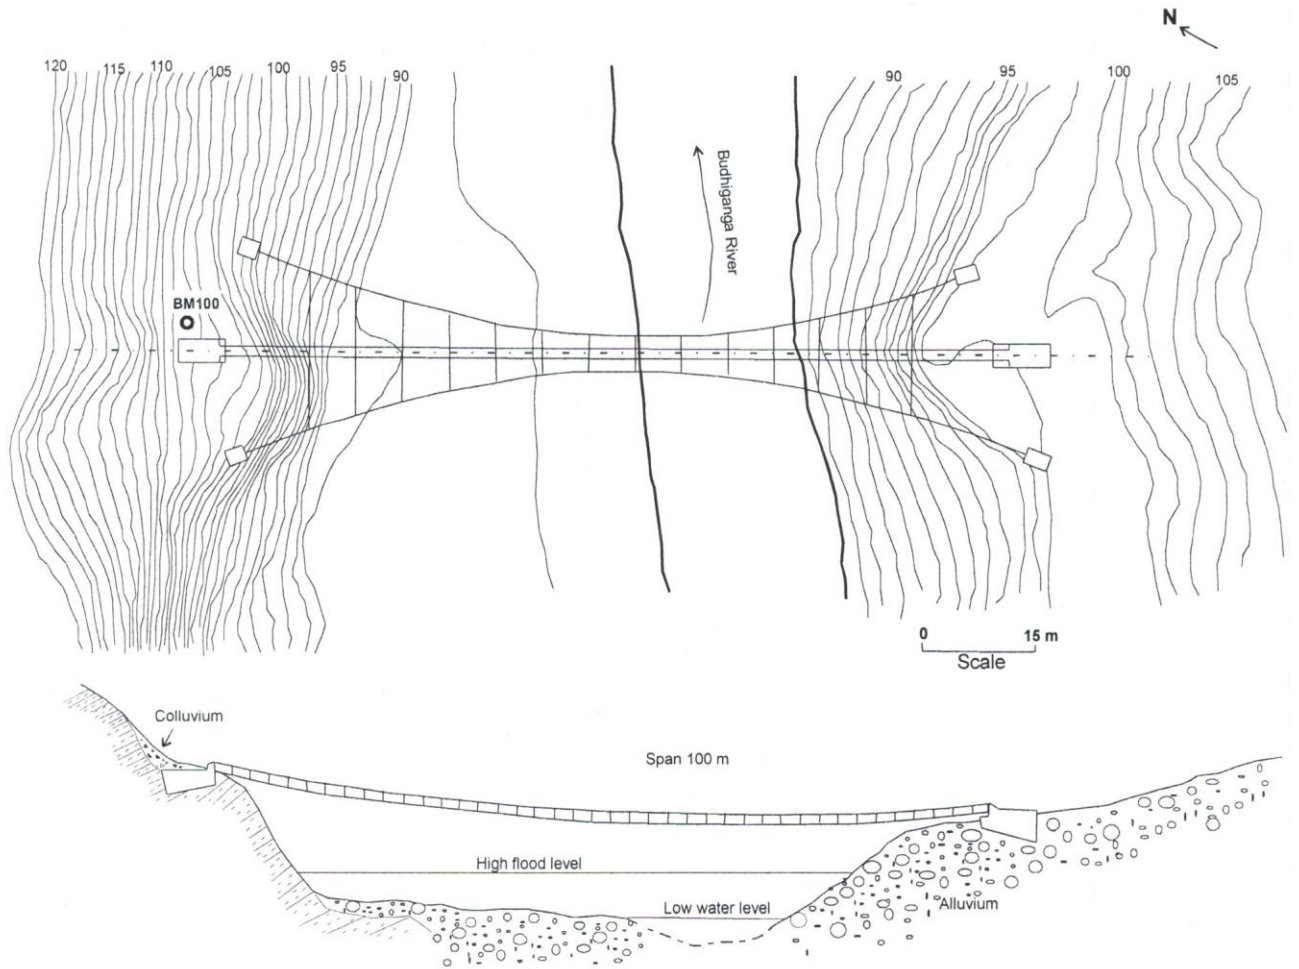 N
120 115 110 105 100 95 90 90 95 100 105
Budhiganga River
BM100
0 15 m
Scale
Colluvium
Span 100 m
High flood level
Low water level
Alluvium